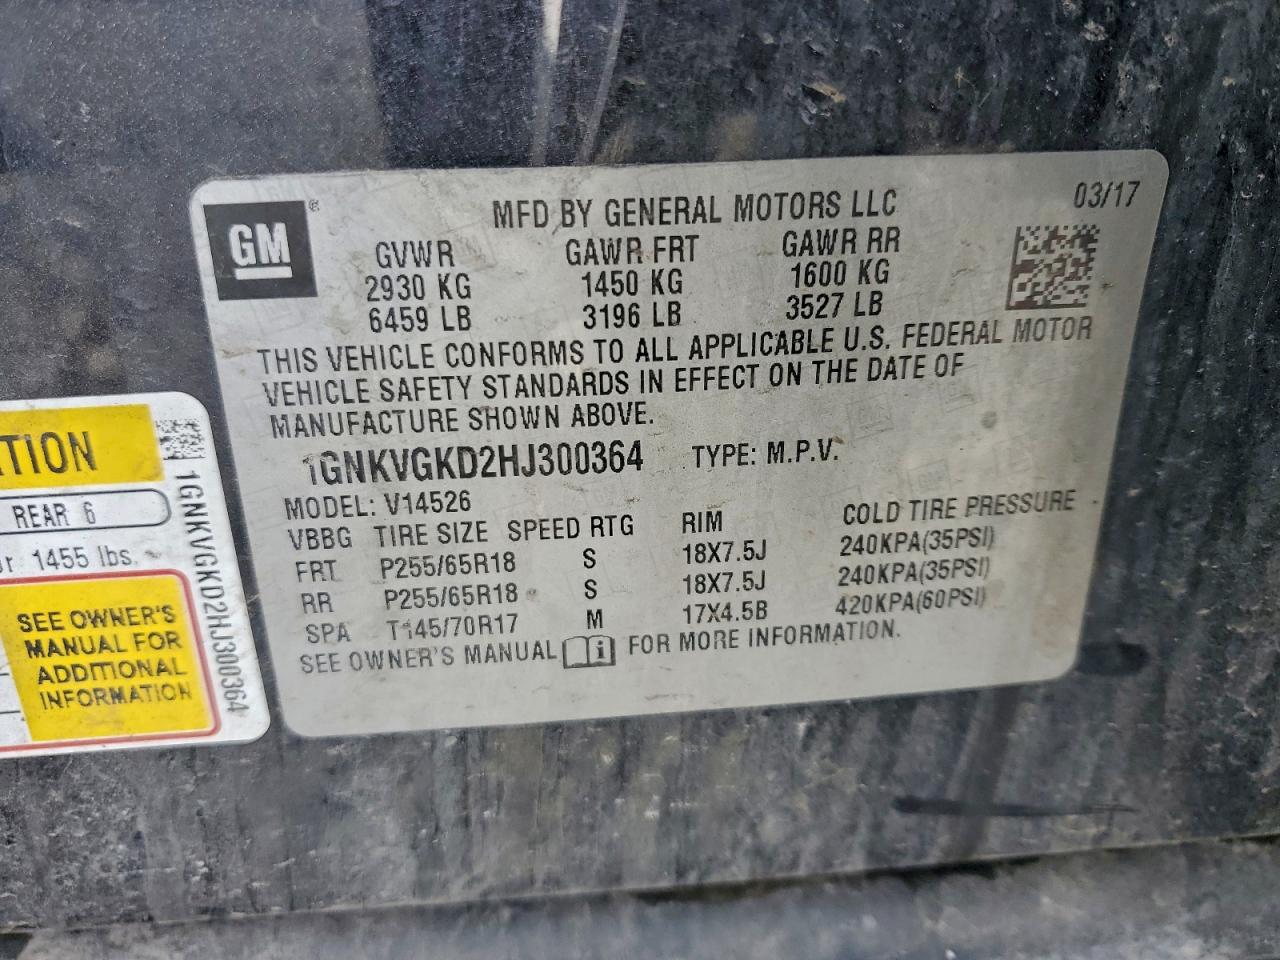 GM®
MFD BY GENERAL MOTORS LLC
03/17
GVWR GAWR FRT GAWR RR
2930 KG 1450 KG 1600 KG
6459 LB 3196 LB 3527 LB
THIS VEHICLE CONFORMS TO ALL APPLICABLE U.S. FEDERAL MOTOR
VEHICLE SAFETY STANDARDS IN EFFECT ON THE DATE OF
MANUFACTURE SHOWN ABOVE.
1GNKVGKD2HJ300364 TYPE: M.P.V.
MODEL: V14526
VBBG TIRE SIZE SPEED RTG RIM COLD TIRE PRESSURE
FRT P255/65R18 S 18X7.5J 240KPA(35PSI)
RR P255/65R18 S 18X7.5J 240KPA(35PSI)
SPA T145/70R17 M 17X4.5B 420KPA(60PSI)
SEE OWNER'S MANUAL i FOR MORE INFORMATION.
ATION
REAR 6
or 1455 lbs.
SEE OWNER'S
MANUAL FOR
ADDITIONAL
INFORMATION
1GNKVGKD2HJ300364